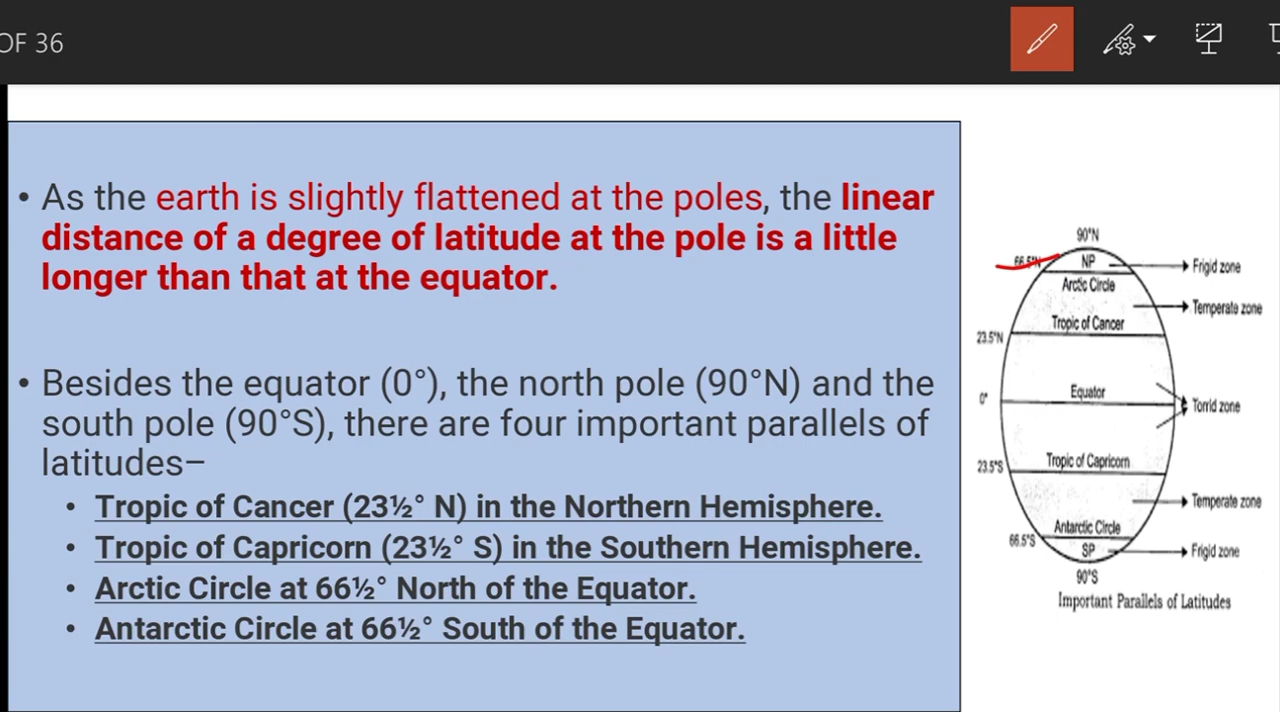 OF 36
• As the earth is slightly flattened at the poles, the linear
distance of a degree of latitude at the pole is a little
longer than that at the equator.
• Besides the equator (0°), the north pole (90°N) and the
south pole (90°S), there are four important parallels of
latitudes–
• Tropic of Cancer (23½° N) in the Northern Hemisphere.
• Tropic of Capricorn (23½° S) in the Southern Hemisphere.
• Arctic Circle at 66½° North of the Equator.
• Antarctic Circle at 66½° South of the Equator.
90°N
66.5°N
NP
Frigid zone
Arctic Circle
Temperate zone
Tropic of Cancer
23.5°N
Equator
0°
Torrid zone
Tropic of Capricorn
23.5°S
Temperate zone
Antarctic Circle
66.5°S
SP
Frigid zone
90°S
Important Parallels of Latitudes